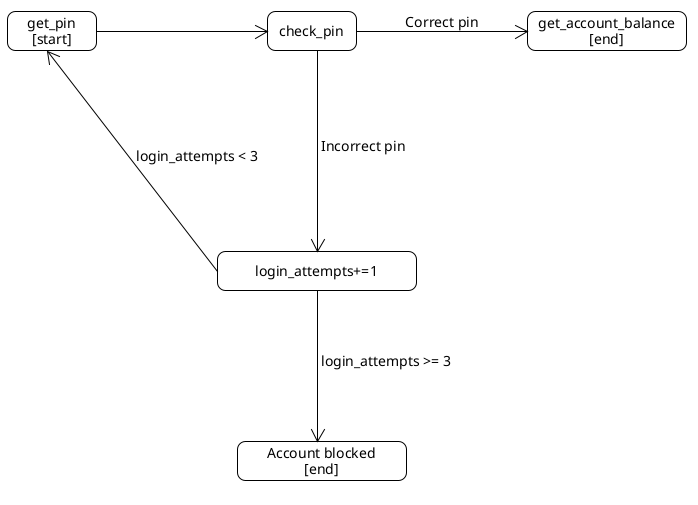 get_pin
[start]
check_pin
Correct pin
get_account_balance
[end]
login_attempts < 3
Incorrect pin
login_attempts+=1
login_attempts >= 3
Account blocked
[end]